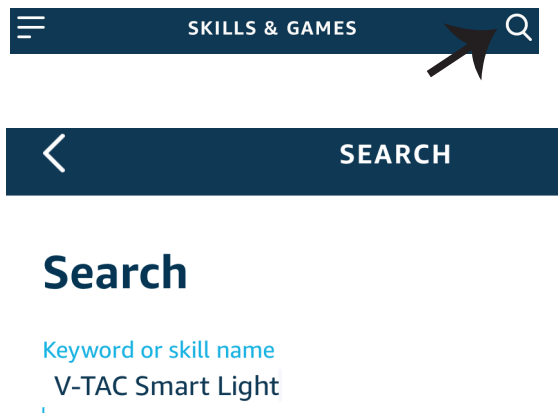 SKILLS & GAMES
SEARCH
Search
Keyword or skill name
V-TAC Smart Light